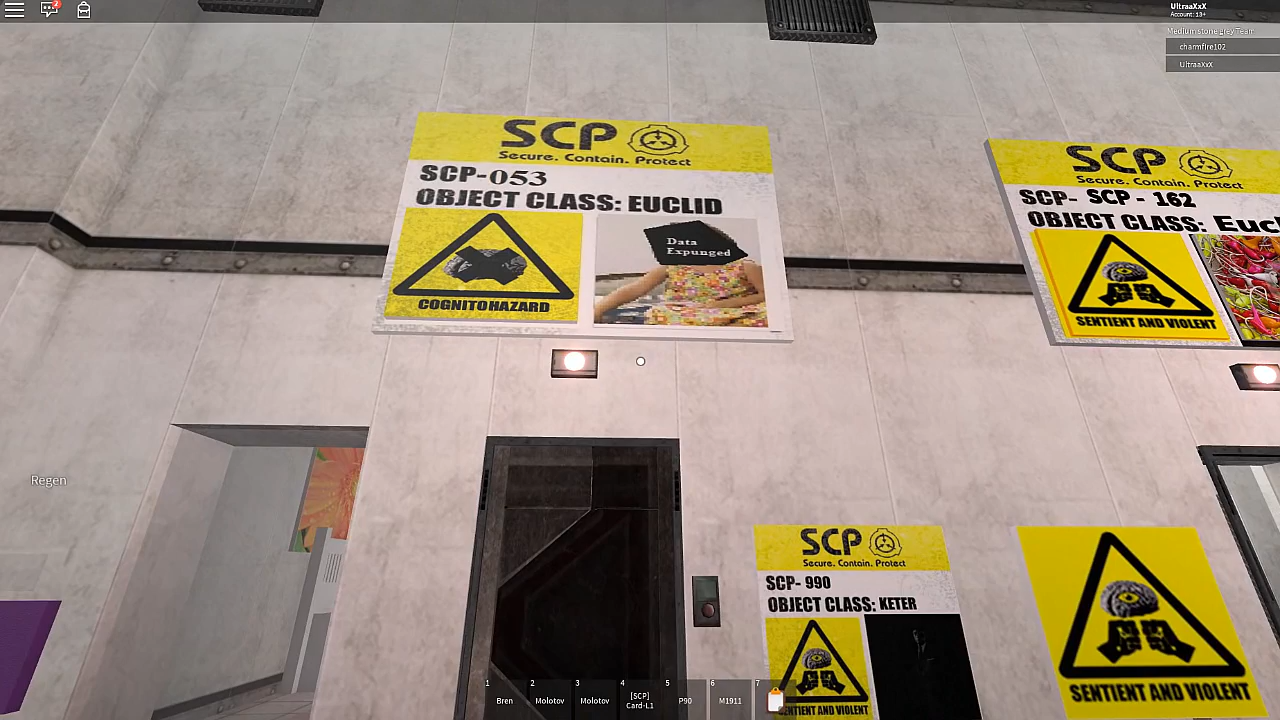 2
UltraaXxX
Account: 13+
Medium stone grey Team
charmfire102
UltraaXxX
SCP
Secure. Contain. Protect
SCP-053
OBJECT CLASS: EUCLID
COGNITOHAZARD
Data
Expunged
SCP
Secure. Contain. Protect
SCP- SCP - 162
OBJECT CLASS: Eucl
SENTIENT AND VIOLENT
Regen
SCP
Secure. Contain. Protect
SCP- 990
OBJECT CLASS: KETER
SENTIENT AND VIOLENT
SENTIENT AND VIOLENT
1 Bren
2 Molotov
3 Molotov
4 [SCP]
Card-L1
5 P90
6 M1911
7